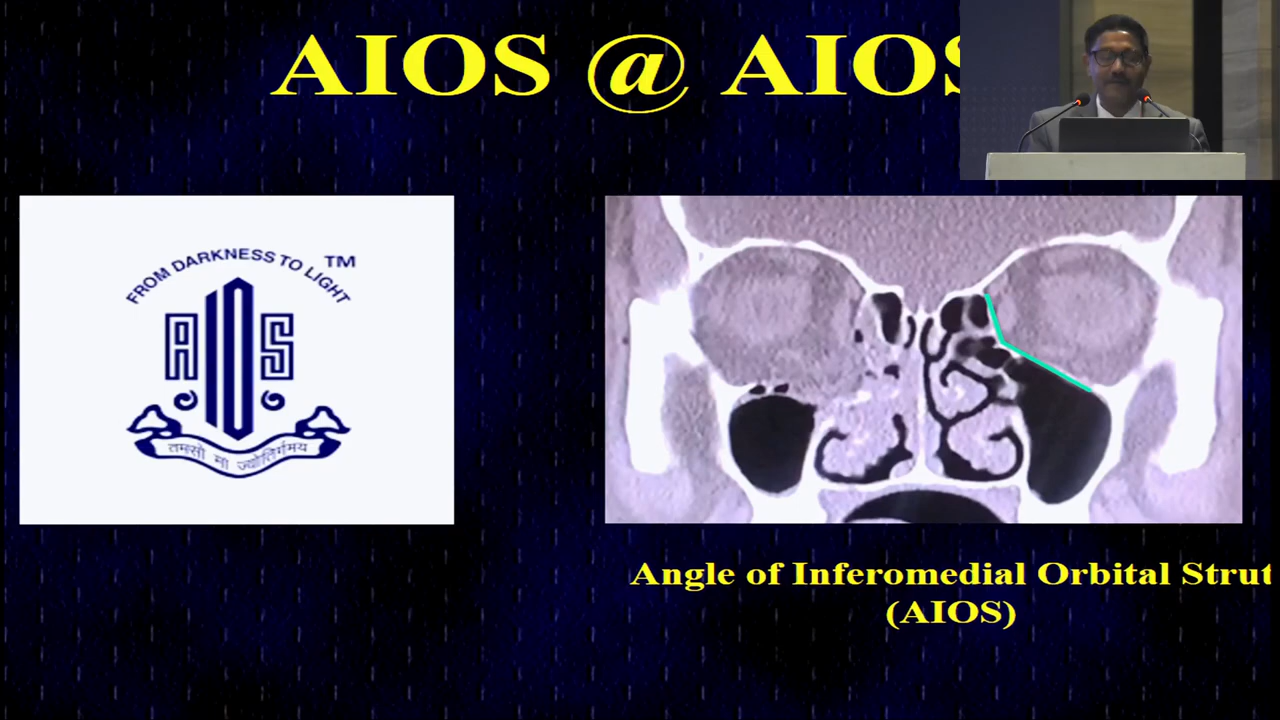 AIOS @ AIOS
FROM DARKNESS TO LIGHT TM
AIOS
तमसो मा ज्योतिर्गमय
Angle of Inferomedial Orbital Strut
(AIOS)